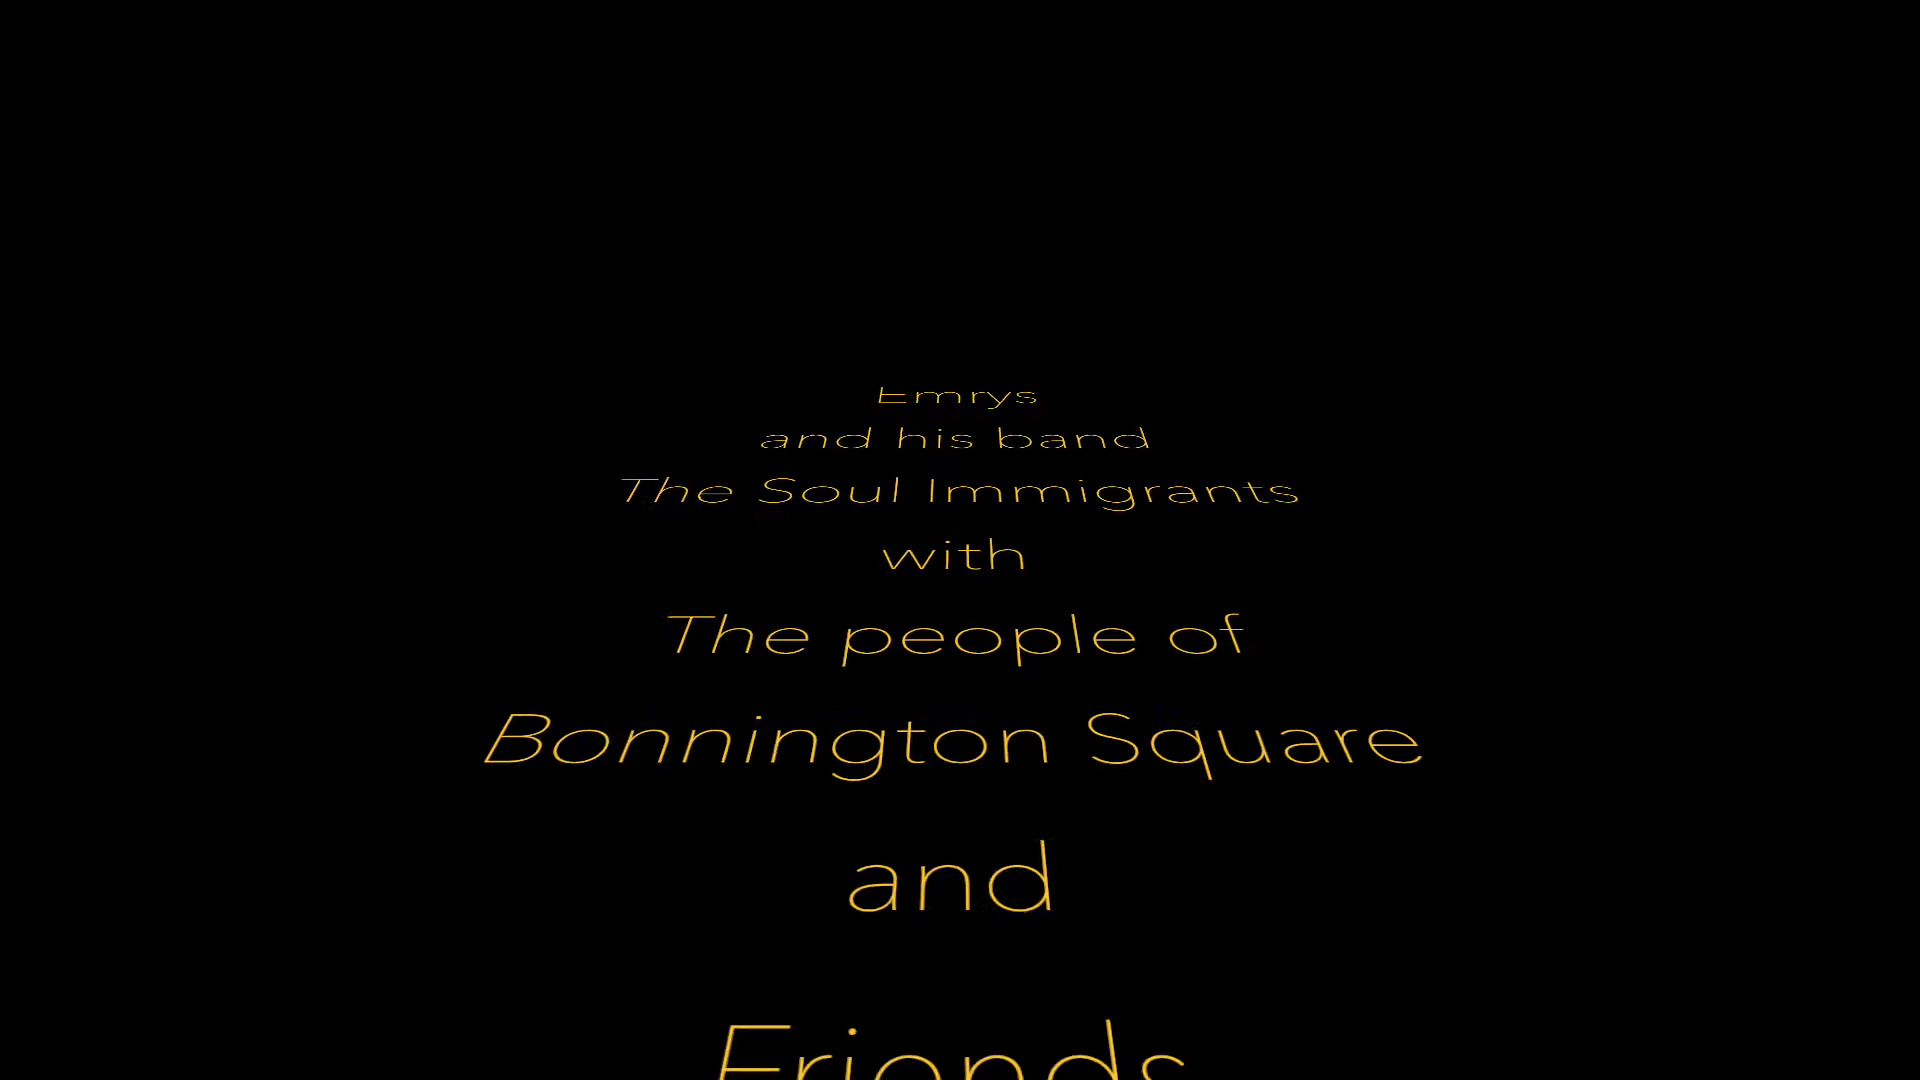 Emrys
and his band
The Soul Immigrants
with
The people of
Bonnington Square
and
Friends